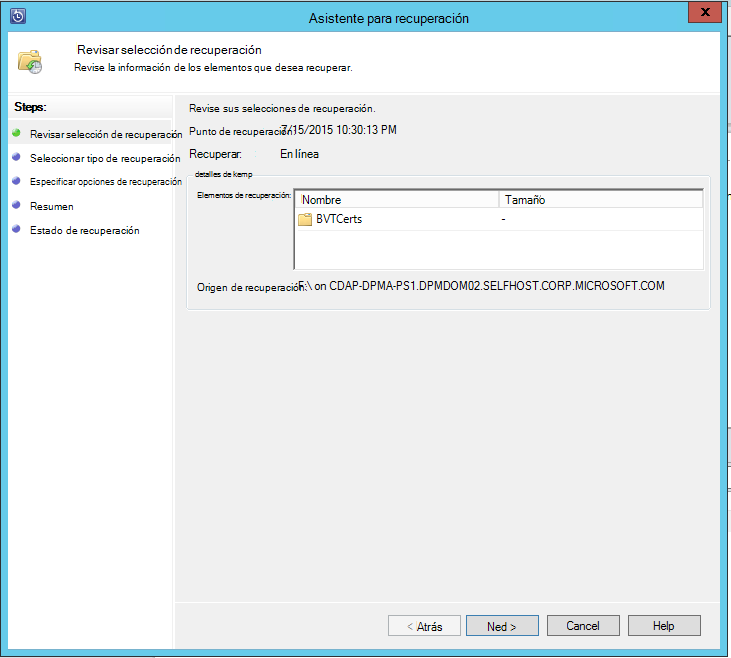 Asistente para recuperación
x
Revisar selección de recuperación
Revise la información de los elementos que desea recuperar.
Steps:
Revisar selección de recuperación
Seleccionar tipo de recuperación
Especificar opciones de recuperación
Resumen
Estado de recuperación
Revise sus selecciones de recuperación.
Punto de recuperación: 7/15/2015 10:30:13 PM
Recuperar: En línea
detalles de kemp
Elementos de recuperación:
Nombre Tamaño
BVTCerts -
Origen de recuperación: F:\ on CDAP-DPMA-PS1.DPMDOM02.SELFHOST.CORP.MICROSOFT.COM
< Atrás Ned > Cancel Help